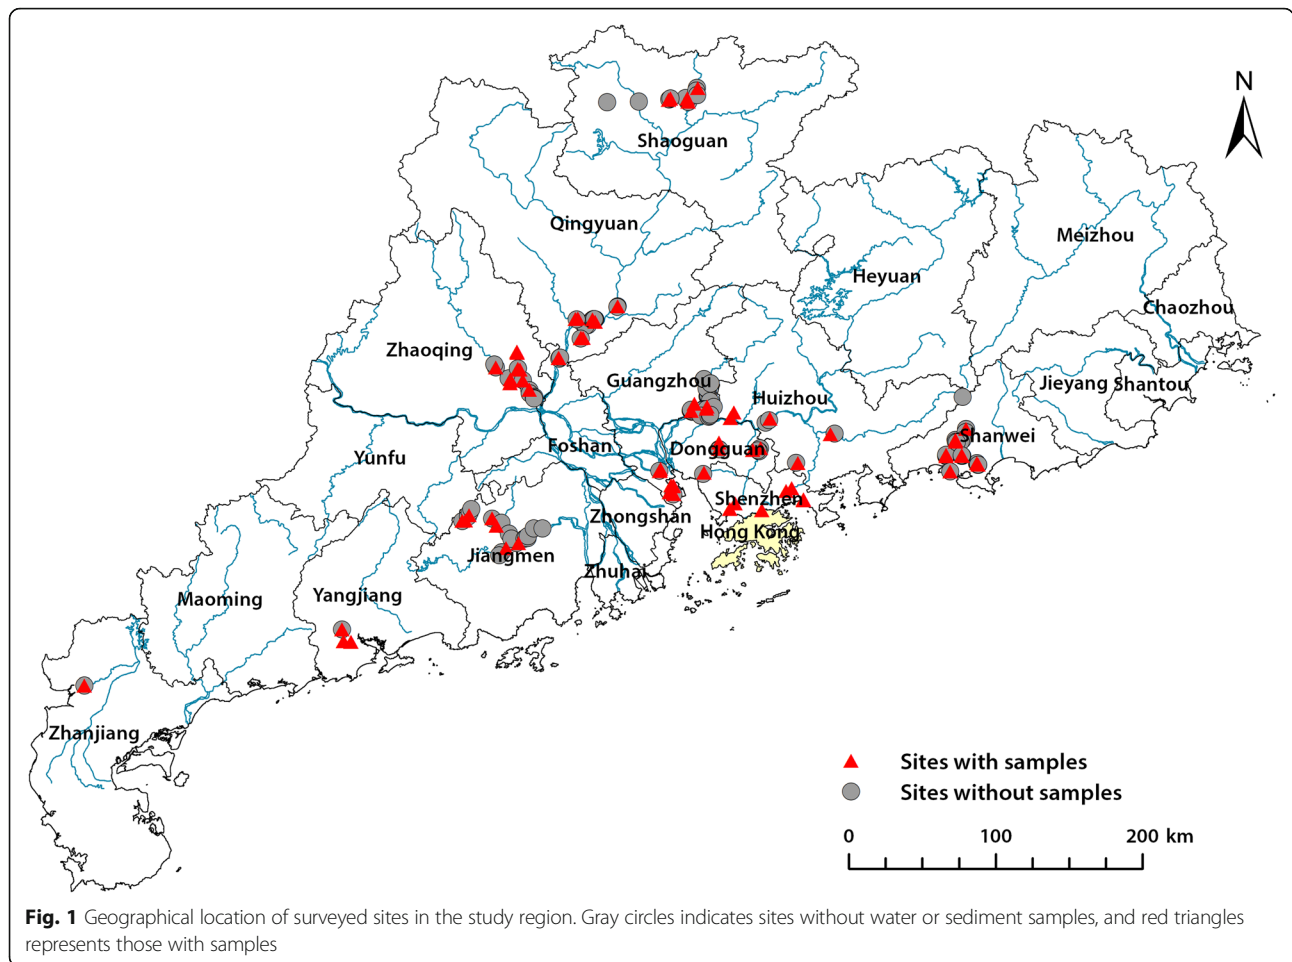 N
Shaoguan
Qingyuan
Meizhou
Heyuan
Chaozhou
Zhaoqing
Guangzhou
Jieyang Shantou
Huizhou
Shanwei
Foshan
Dongguan
Yunfu
Shenzhen
Zhongshan
Hong Kong
Jiangmen
Zhuhai
Yangjiang
Maoming
Zhanjiang
Sites with samples
Sites without samples
0 100 200 km
Fig. 1 Geographical location of surveyed sites in the study region. Gray circles indicates sites without water or sediment samples, and red triangles
represents those with samples